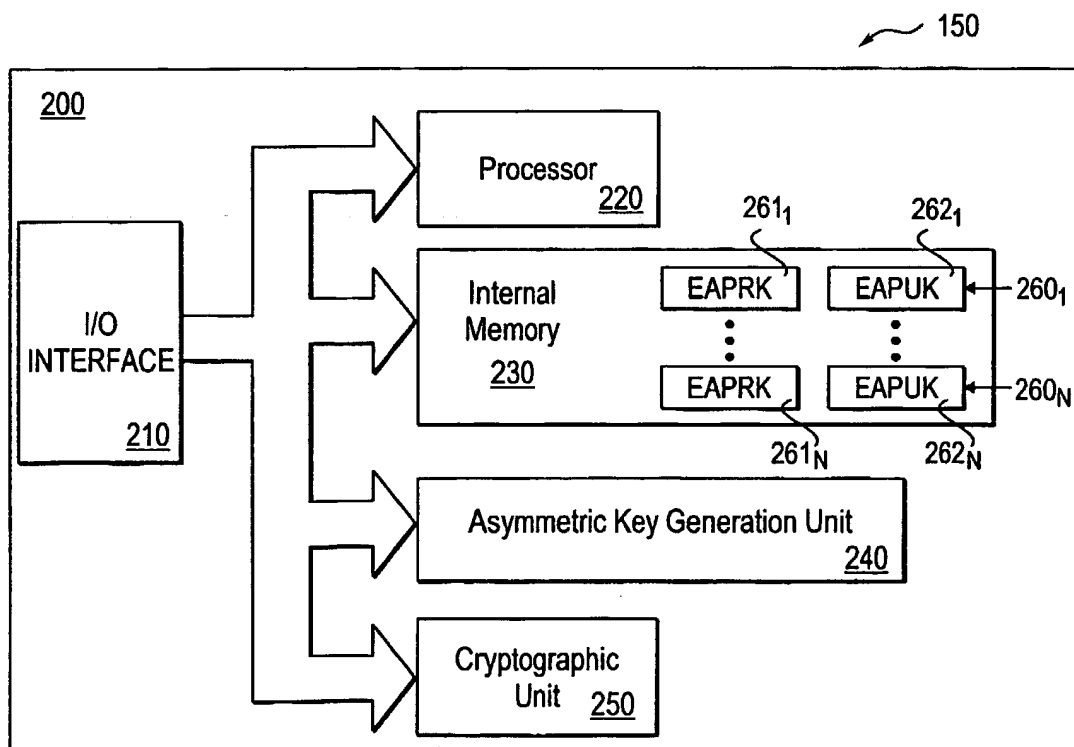 150
200
Processor
220
I/O
INTERFACE
210
Internal
Memory
230
261₁
262₁
EAPRK
EAPUK
260₁
EAPRK
EAPUK
260N
261N
262N
Asymmetric Key Generation Unit
240
Cryptographic
Unit
250